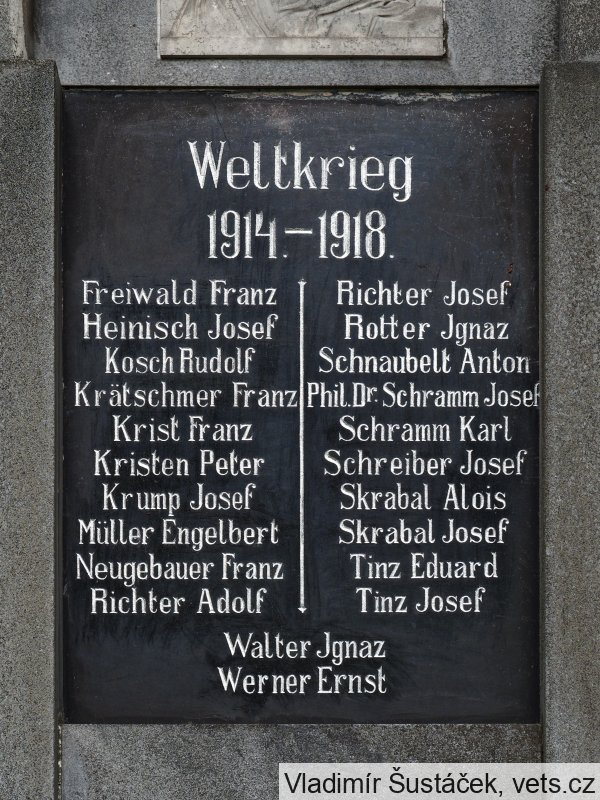 Weltkrieg
1914.–1918.
Freiwald Franz
Heinisch Josef
Kosch Rudolf
Krätschmer Franz
Krist Franz
Kristen Peter
Krump Josef
Müller Engelbert
Neugebauer Franz
Richter Adolf
Richter Josef
Rotter Jgnaz
Schnaubelt Anton
Phil. Dr. Schramm Josef
Schramm Karl
Schreiber Josef
Skrabal Alois
Skrabal Josef
Tinz Eduard
Tinz Josef
Walter Jgnaz
Werner Ernst
Vladimír Šustáček, vets.cz